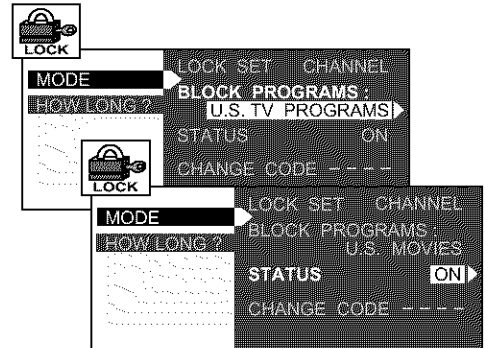 LOCK
MODE
HOW LONG ?
LOCK SET CHANNEL
BLOCK PROGRAMS :
U.S. TV PROGRAMS
STATUS ON
CHANGE CODE – – – –
LOCK
MODE
HOW LONG ?
LOCK SET CHANNEL
BLOCK PROGRAMS :
U.S. MOVIES
STATUS ON
CHANGE CODE – – – –